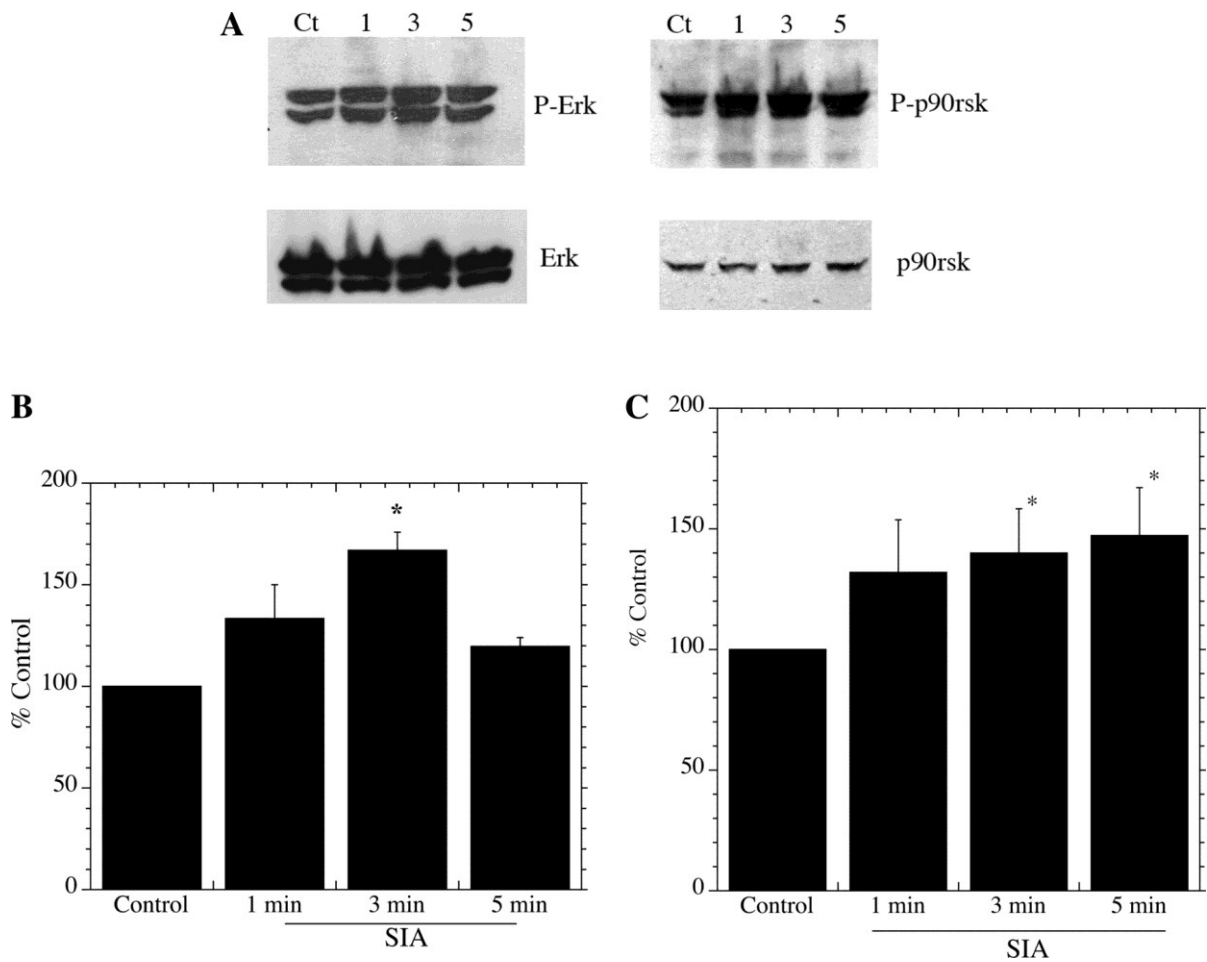 A
Ct 1 3 5
P-Erk
Erk
Ct 1 3 5
P-p90rsk
p90rsk
B
% Control
200
150
100
50
0
*
Control 1 min 3 min 5 min
SIA
C
% Control
200
150
100
50
0
* *
Control 1 min 3 min 5 min
SIA